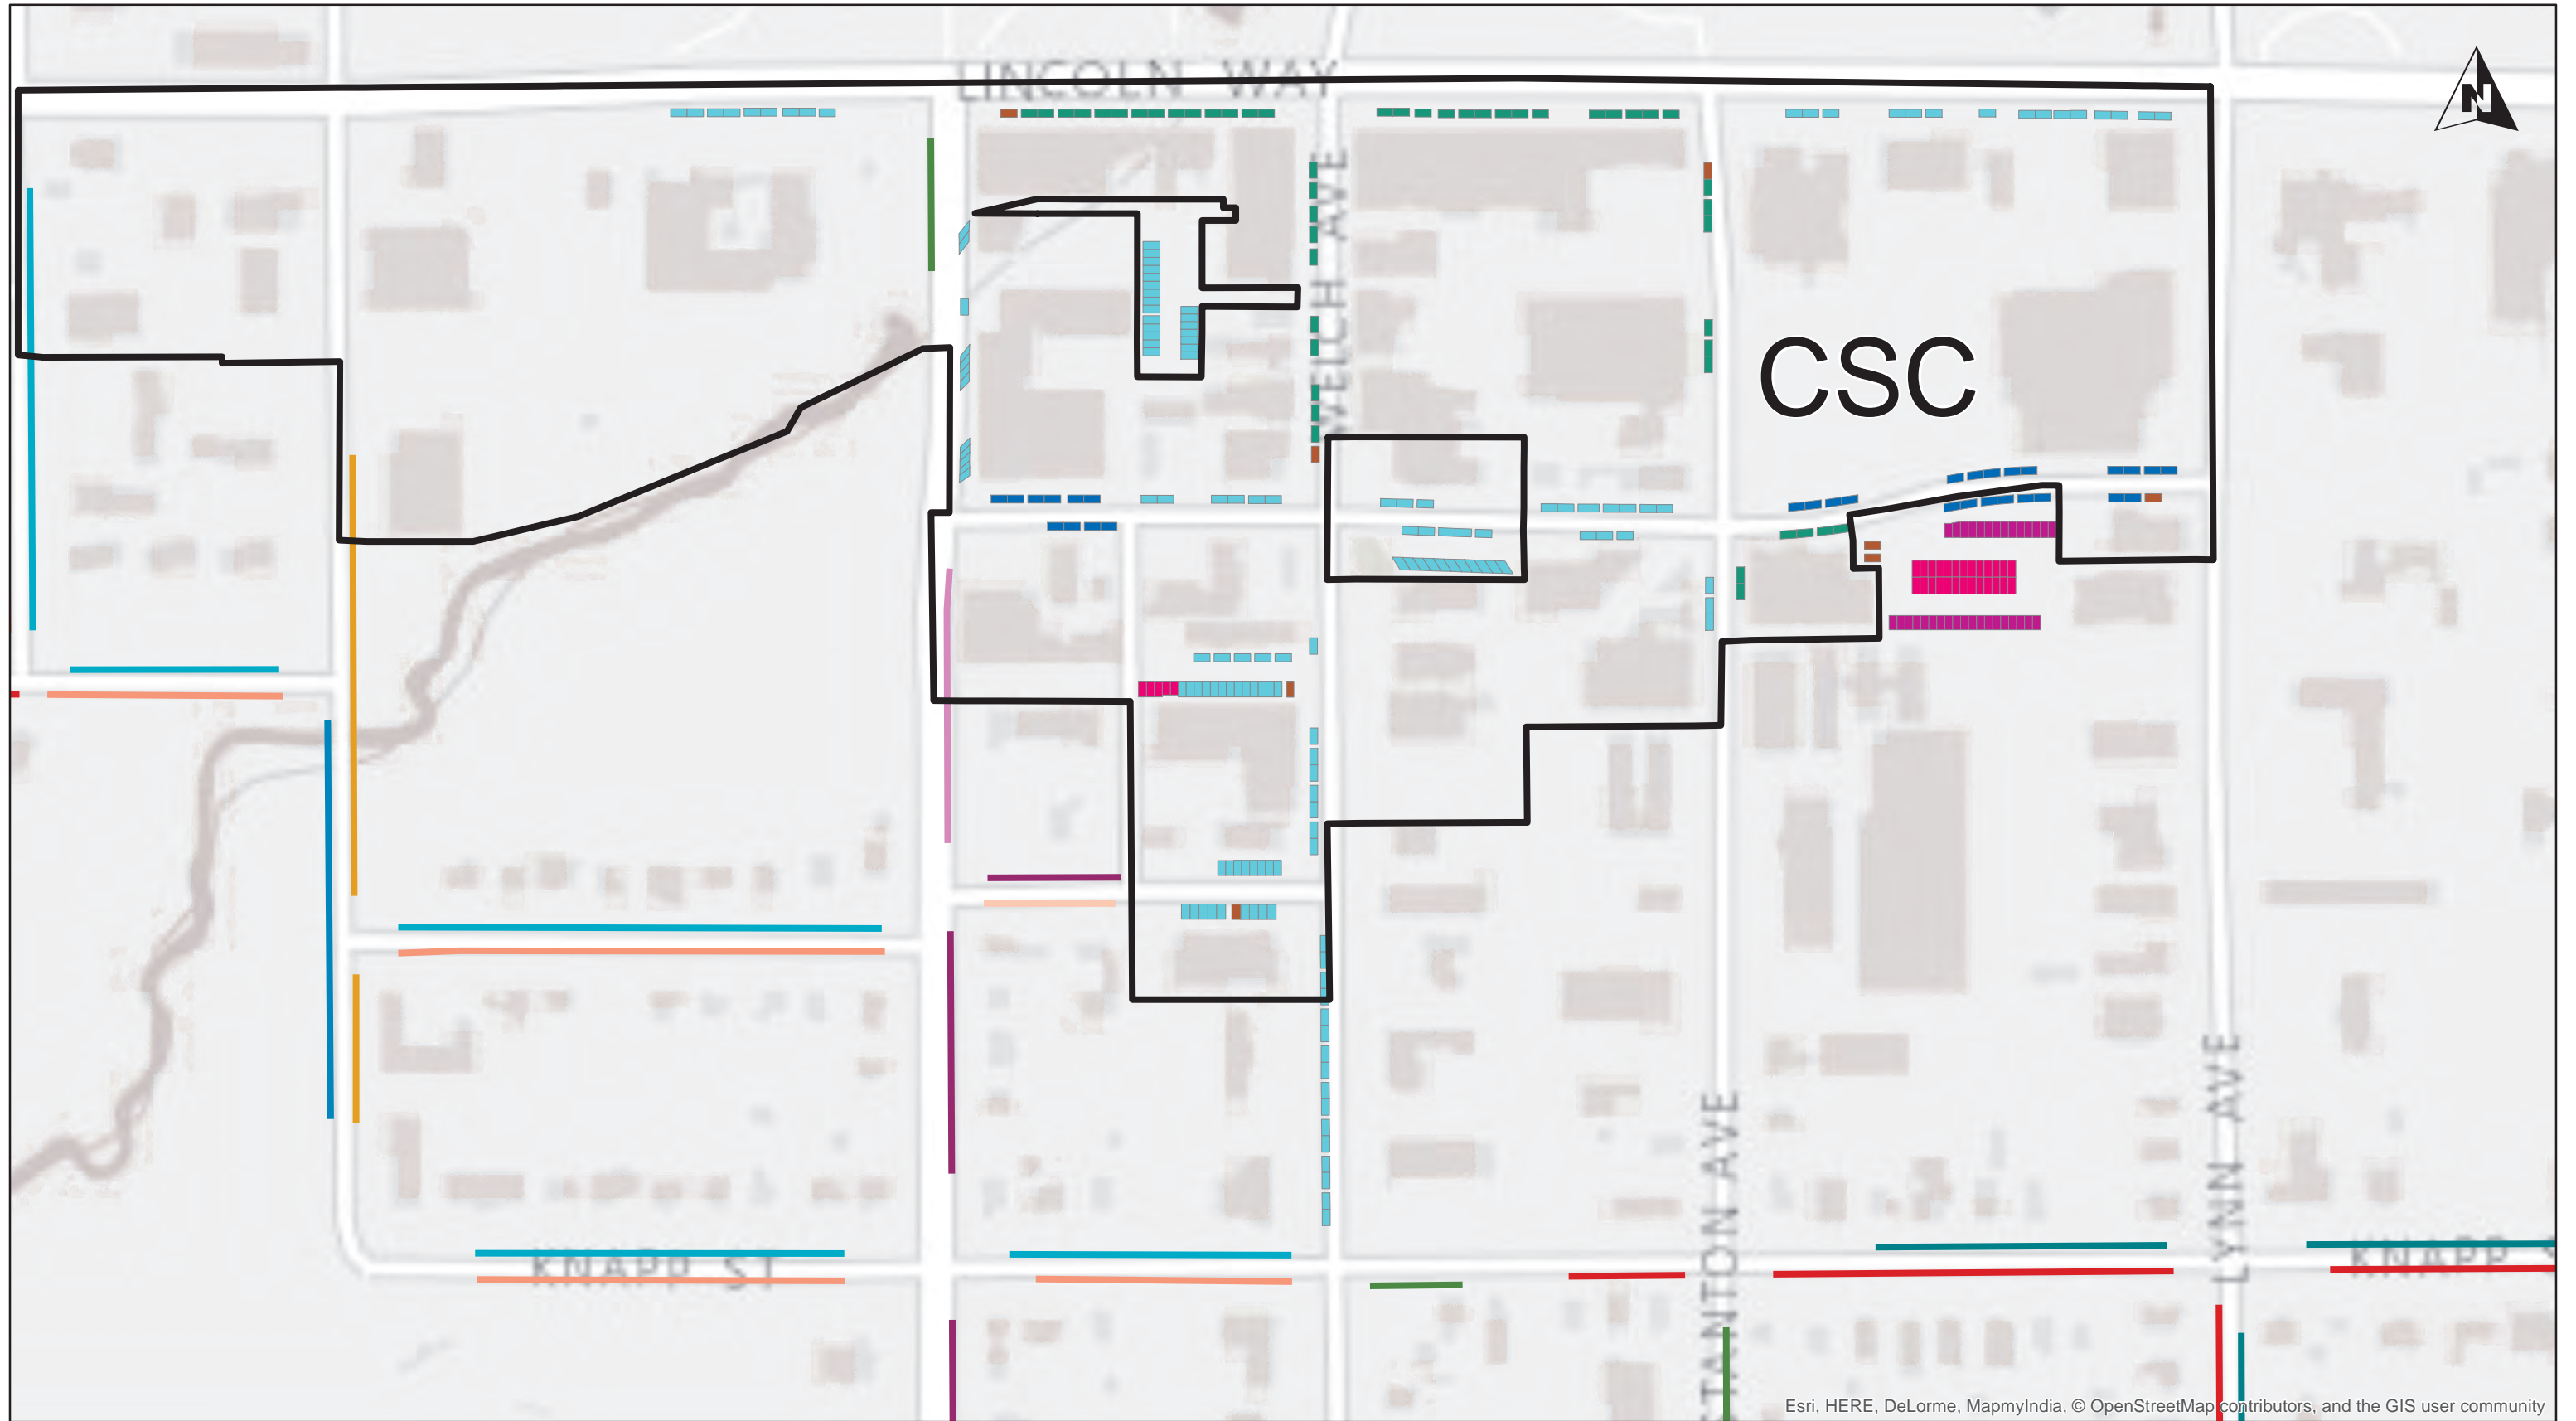 LINCOLN WAY
N
WELCH AVE
CSC
STANTON AVE
LYNN AVE
KNAPP ST
KNAPP S
Esri, HERE, DeLorme, MapmyIndia, © OpenStreetMap contributors, and the GIS user community